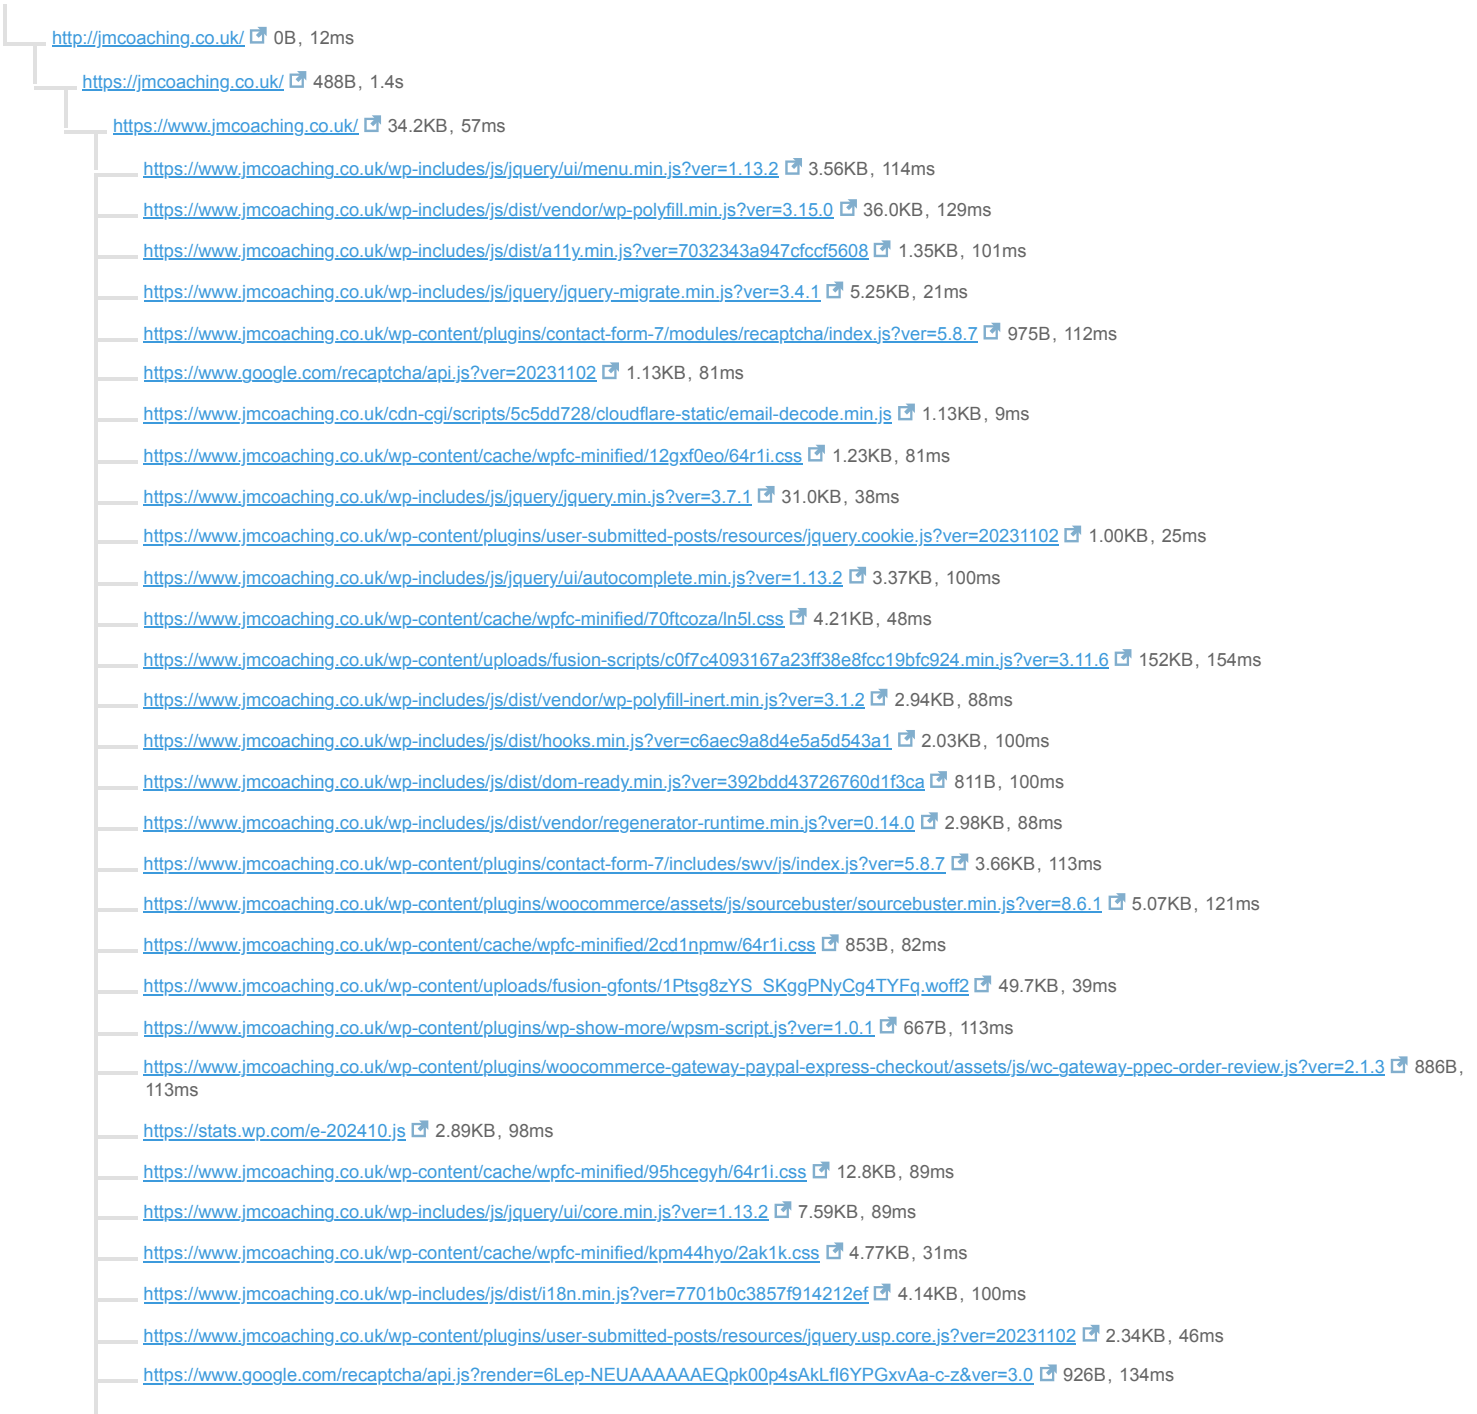 http://jmcoaching.co.uk/ 0B, 12ms
https://jmcoaching.co.uk/ 488B, 1.4s
https://www.jmcoaching.co.uk/ 34.2KB, 57ms
https://www.jmcoaching.co.uk/wp-includes/js/jquery/ui/menu.min.js?ver=1.13.2 3.56KB, 114ms
https://www.jmcoaching.co.uk/wp-includes/js/dist/vendor/wp-polyfill.min.js?ver=3.15.0 36.0KB, 129ms
https://www.jmcoaching.co.uk/wp-includes/js/dist/a11y.min.js?ver=7032343a947cfccf5608 1.35KB, 101ms
https://www.jmcoaching.co.uk/wp-includes/js/jquery/jquery-migrate.min.js?ver=3.4.1 5.25KB, 21ms
https://www.jmcoaching.co.uk/wp-content/plugins/contact-form-7/modules/recaptcha/index.js?ver=5.8.7 975B, 112ms
https://www.google.com/recaptcha/api.js?ver=20231102 1.13KB, 81ms
https://www.jmcoaching.co.uk/cdn-cgi/scripts/5c5dd728/cloudflare-static/email-decode.min.js 1.13KB, 9ms
https://www.jmcoaching.co.uk/wp-content/cache/wpfc-minified/12gxf0eo/64r1i.css 1.23KB, 81ms
https://www.jmcoaching.co.uk/wp-includes/js/jquery/jquery.min.js?ver=3.7.1 31.0KB, 38ms
https://www.jmcoaching.co.uk/wp-content/plugins/user-submitted-posts/resources/jquery.cookie.js?ver=20231102 1.00KB, 25ms
https://www.jmcoaching.co.uk/wp-includes/js/jquery/ui/autocomplete.min.js?ver=1.13.2 3.37KB, 100ms
https://www.jmcoaching.co.uk/wp-content/cache/wpfc-minified/70ftcoza/ln5l.css 4.21KB, 48ms
https://www.jmcoaching.co.uk/wp-content/uploads/fusion-scripts/c0f7c4093167a23ff38e8fcc19bfc924.min.js?ver=3.11.6 152KB, 154ms
https://www.jmcoaching.co.uk/wp-includes/js/dist/vendor/wp-polyfill-inert.min.js?ver=3.1.2 2.94KB, 88ms
https://www.jmcoaching.co.uk/wp-includes/js/dist/hooks.min.js?ver=c6aec9a8d4e5a5d543a1 2.03KB, 100ms
https://www.jmcoaching.co.uk/wp-includes/js/dist/dom-ready.min.js?ver=392bdd43726760d1f3ca 811B, 100ms
https://www.jmcoaching.co.uk/wp-includes/js/dist/vendor/regenerator-runtime.min.js?ver=0.14.0 2.98KB, 88ms
https://www.jmcoaching.co.uk/wp-content/plugins/contact-form-7/includes/swv/js/index.js?ver=5.8.7 3.66KB, 113ms
https://www.jmcoaching.co.uk/wp-content/plugins/woocommerce/assets/js/sourcebuster/sourcebuster.min.js?ver=8.6.1 5.07KB, 121ms
https://www.jmcoaching.co.uk/wp-content/cache/wpfc-minified/2cd1npmw/64r1i.css 853B, 82ms
https://www.jmcoaching.co.uk/wp-content/uploads/fusion-gfonts/1Ptsg8zYS_SKggPNyCg4TYFq.woff2 49.7KB, 39ms
https://www.jmcoaching.co.uk/wp-content/plugins/wp-show-more/wpsm-script.js?ver=1.0.1 667B, 113ms
https://www.jmcoaching.co.uk/wp-content/plugins/woocommerce-gateway-paypal-express-checkout/assets/js/wc-gateway-ppec-order-review.js?ver=2.1.3 886B,
113ms
https://stats.wp.com/e-202410.js 2.89KB, 98ms
https://www.jmcoaching.co.uk/wp-content/cache/wpfc-minified/95hcegyh/64r1i.css 12.8KB, 89ms
https://www.jmcoaching.co.uk/wp-includes/js/jquery/ui/core.min.js?ver=1.13.2 7.59KB, 89ms
https://www.jmcoaching.co.uk/wp-content/cache/wpfc-minified/kpm44hyo/2ak1k.css 4.77KB, 31ms
https://www.jmcoaching.co.uk/wp-includes/js/dist/i18n.min.js?ver=7701b0c3857f914212ef 4.14KB, 100ms
https://www.jmcoaching.co.uk/wp-content/plugins/user-submitted-posts/resources/jquery.usp.core.js?ver=20231102 2.34KB, 46ms
https://www.google.com/recaptcha/api.js?render=6Lep-NEUAAAAAAEQpk00p4sAkLfl6YPGxvAa-c-z&ver=3.0 926B, 134ms